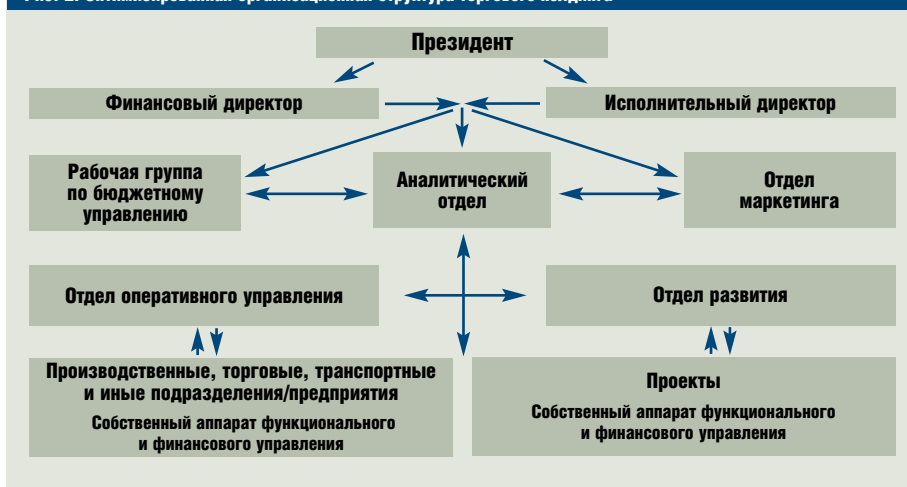 Президент
Финансовый директор
Исполнительный директор
Рабочая группа
по бюджетному
управлению
Аналитический
отдел
Отдел
маркетинга
Отдел оперативного управления
Отдел развития
Производственные, торговые, транспортные
и иные подразделения/предприятия
Собственный аппарат функционального
и финансового управления
Проекты
Собственный аппарат функционального
и финансового управления